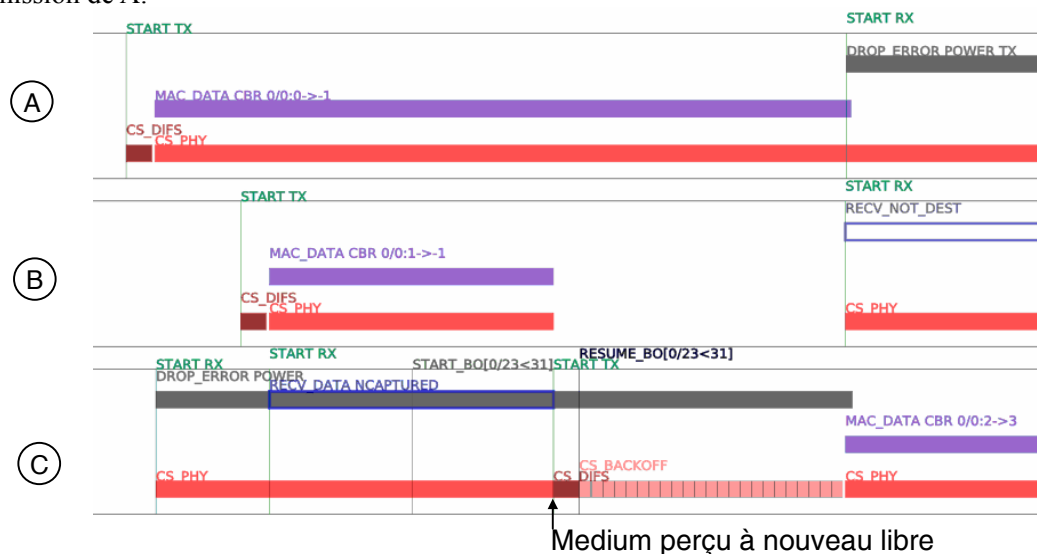 mission de A.
START TX
START RX
DROP_ERROR POWER TX
A
MAC_DATA CBR 0/0:0->-1
CS_DIFS
CS_PHY
START TX
START RX
RECV_NOT_DEST
B
MAC_DATA CBR 0/0:1->-1
CS_DIFS
CS_PHY
CS_PHY
START RX
START RX
START_BO[0/23<31]
START TX
RESUME_BO[0/23<31]
DROP_ERROR POWER
RECV_DATA NCAPTURED
C
MAC_DATA CBR 0/0:2->3
CS_PHY
CS_DIFS
CS_BACKOFF
CS_PHY
Medium perçu à nouveau libre